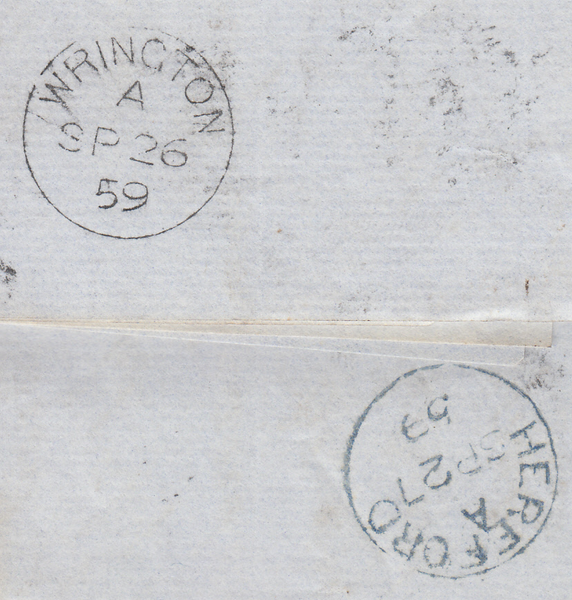 WRINGTON
A
SP 26
59
HEREFORD
A
SP 27
59